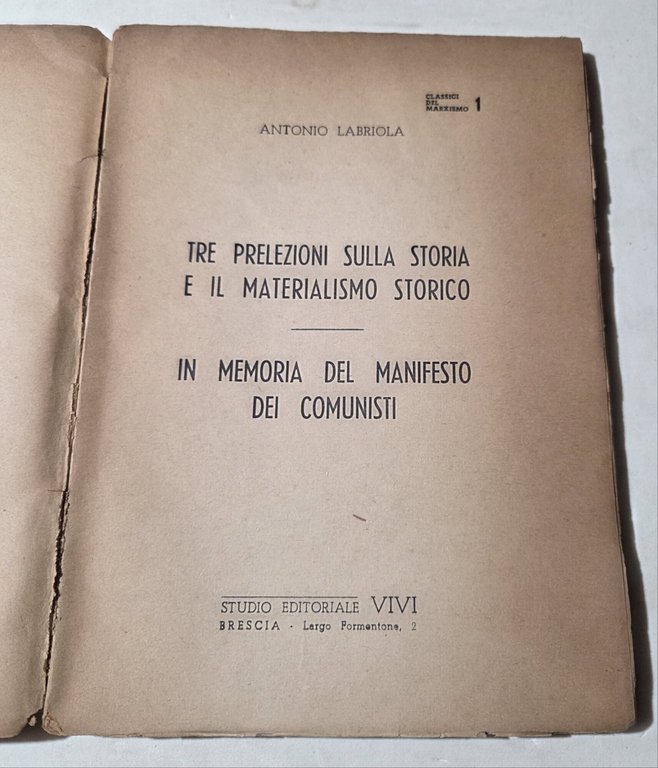 CLASSICI
DEL
MARXISMO 1
ANTONIO LABRIOLA
TRE PRELEZIONI SULLA STORIA
E IL MATERIALISMO STORICO
IN MEMORIA DEL MANIFESTO
DEI COMUNISTI
STUDIO EDITORIALE VIVI
BRESCIA - Largo Formentone, 2